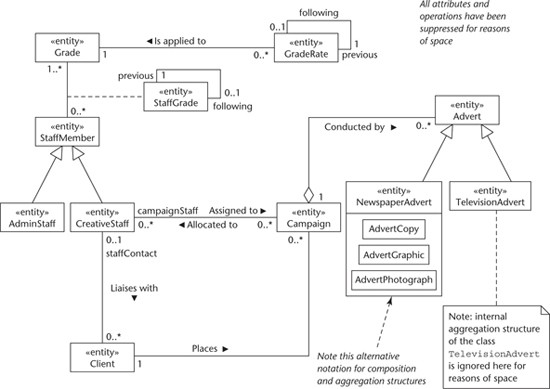 All attributes and
operations have been
suppressed for reasons
of space
following
0..1
1
previous
«entity»
Grade
1
◄ Is applied to
0..*
«entity»
GradeRate
1..*
previous
1
0..1
following
«entity»
StaffGrade
0..*
«entity»
StaffMember
«entity»
Advert
Conducted by ►
0..*
«entity»
AdminStaff
«entity»
CreativeStaff
campaignStaff
Assigned to ►
0..*
◄ Allocated to
0..*
1
«entity»
Campaign
0..*
«entity»
NewspaperAdvert
AdvertCopy
AdvertGraphic
AdvertPhotograph
«entity»
TelevisionAdvert
0..1
staffContact
Liaises with
▼
0..*
«entity»
Client
1
Places ►
Note this alternative
notation for composition
and aggregation structures
Note: internal
aggregation structure
of the class
TelevisionAdvert
is ignored here for
reasons of space